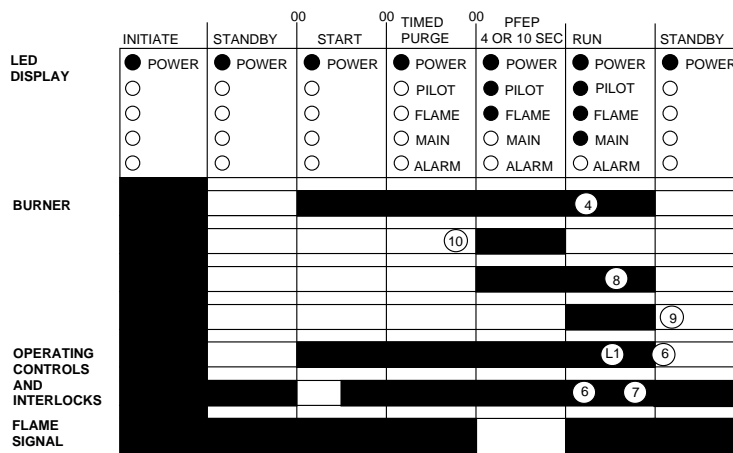 00 00 TIMED 00 PFEP
INITIATE STANDBY START PURGE 4 OR 10 SEC RUN STANDBY
LED
DISPLAY
POWER POWER POWER POWER POWER POWER POWER
PILOT PILOT PILOT
FLAME FLAME FLAME
MAIN MAIN MAIN
ALARM ALARM ALARM
BURNER
4
10
8
9
OPERATING
CONTROLS
AND
INTERLOCKS
L1 6
6 7
FLAME
SIGNAL